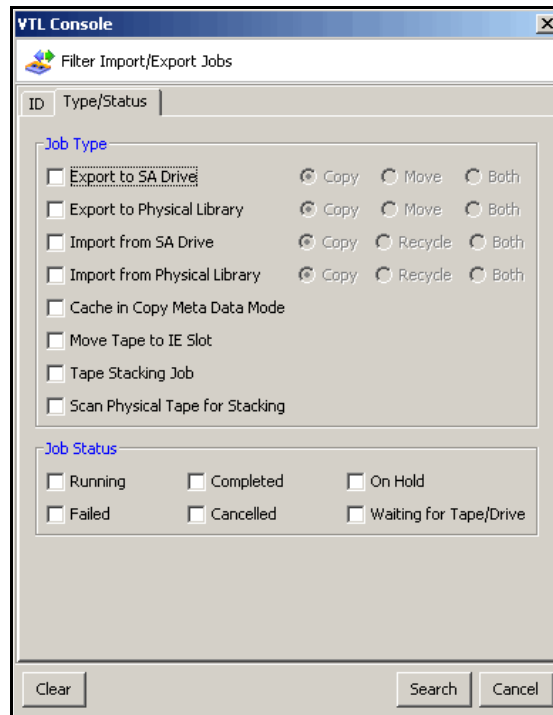 VTL Console
Filter Import/Export Jobs
ID Type/Status
Job Type
Export to SA Drive Copy Move Both
Export to Physical Library Copy Move Both
Import from SA Drive Copy Recycle Both
Import from Physical Library Copy Recycle Both
Cache in Copy Meta Data Mode
Move Tape to IE Slot
Tape Stacking Job
Scan Physical Tape for Stacking
Job Status
Running Completed On Hold
Failed Cancelled Waiting for Tape/Drive
Clear Search Cancel